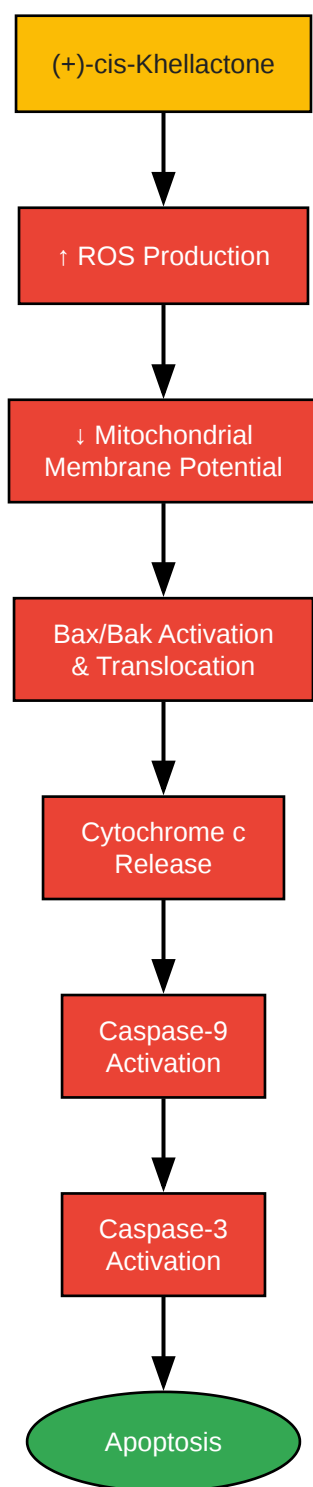 (+)-cis-Khellactone
↑ ROS Production
↓ Mitochondrial
Membrane Potential
Bax/Bak Activation
& Translocation
Cytochrome c
Release
Caspase-9
Activation
Caspase-3
Activation
Apoptosis